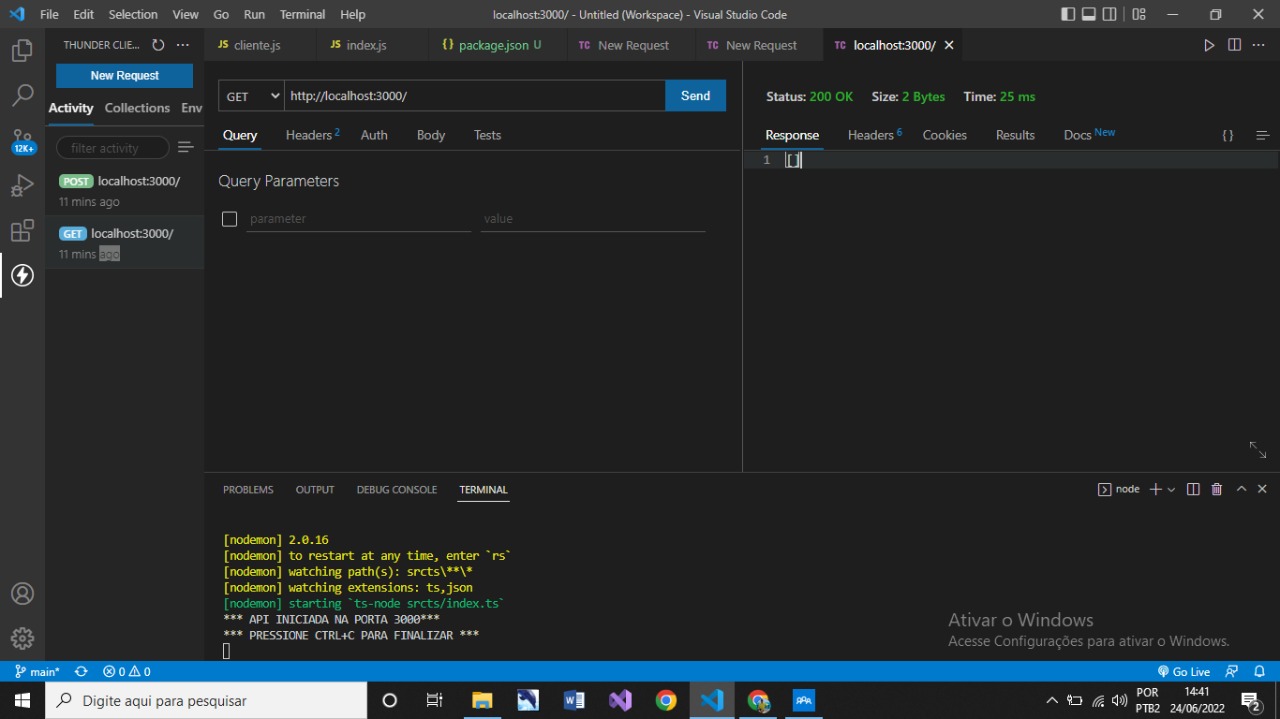 File Edit Selection View Go Run Terminal Help localhost:3000/ - Untitled (Workspace) - Visual Studio Code
THUNDER CLIE... JS cliente.js JS index.js {} package.json U TC New Request TC New Request TC localhost:3000/
New Request
GET http://localhost:3000/ Send
Status: 200 OK Size: 2 Bytes Time: 25 ms
Activity Collections Env
Query Headers 2 Auth Body Tests
Response Headers 6 Cookies Results Docs New {}
12K+
filter activity
1 []
POST localhost:3000/
11 mins ago
Query Parameters
parameter value
GET localhost:3000/
11 mins ago
PROBLEMS OUTPUT DEBUG CONSOLE TERMINAL node
[nodemon] 2.0.16
[nodemon] to restart at any time, enter `rs`
[nodemon] watching path(s): srcts\**\*
[nodemon] watching extensions: ts,json
[nodemon] starting `ts-node srcts/index.ts`
*** API INICIADA NA PORTA 3000***
*** PRESSIONE CTRL+C PARA FINALIZAR ***
Ativar o Windows
Acesse Configurações para ativar o Windows.
main* 0 0 Go Live
Digite aqui para pesquisar
POR
PTB2
14:41
24/06/2022
2